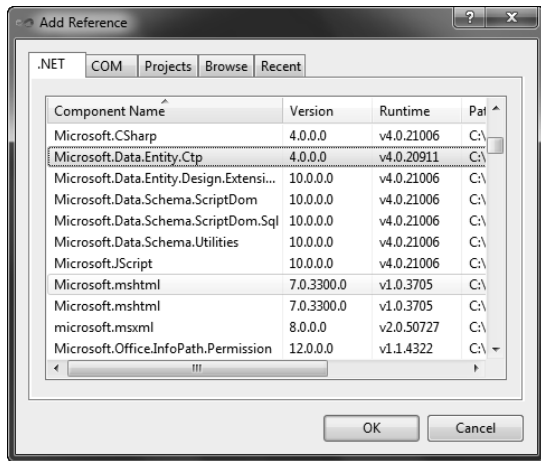 Add Reference
.NET COM Projects Browse Recent
Component Name Version Runtime Pat
Microsoft.CSharp 4.0.0.0 v4.0.21006 C:\
Microsoft.Data.Entity.Ctp 4.0.0.0 v4.0.20911 C:\
Microsoft.Data.Entity.Design.Extensi... 10.0.0.0 v4.0.21006 C:\
Microsoft.Data.Schema.ScriptDom 10.0.0.0 v4.0.21006 C:\
Microsoft.Data.Schema.ScriptDom.Sql 10.0.0.0 v4.0.21006 C:\
Microsoft.Data.Schema.Utilities 10.0.0.0 v4.0.21006 C:\
Microsoft.JScript 10.0.0.0 v4.0.21006 C:\
Microsoft.mshtml 7.0.3300.0 v1.0.3705 C:\
Microsoft.mshtml 7.0.3300.0 v1.0.3705 C:\
microsoft.msxml 8.0.0.0 v2.0.50727 C:\
Microsoft.Office.InfoPath.Permission 12.0.0.0 v1.1.4322 C:\
OK Cancel